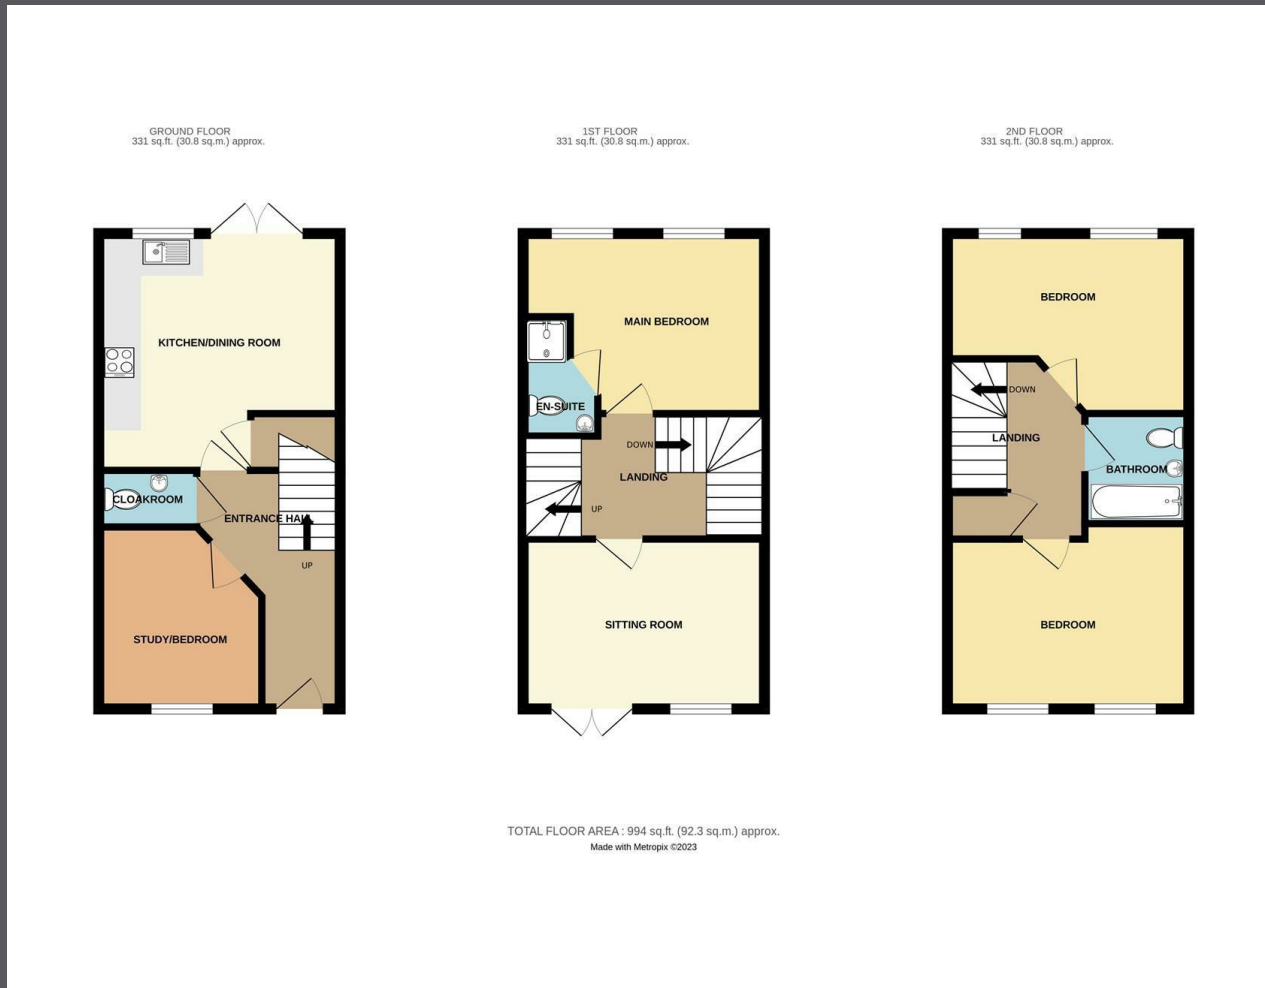 GROUND FLOOR
331 sq.ft. (30.8 sq.m.) approx.
KITCHEN/DINING ROOM
CLOAKROOM
ENTRANCE HALL
UP
STUDY/BEDROOM
1ST FLOOR
331 sq.ft. (30.8 sq.m.) approx.
MAIN BEDROOM
EN-SUITE
DOWN
LANDING
UP
SITTING ROOM
2ND FLOOR
331 sq.ft. (30.8 sq.m.) approx.
BEDROOM
DOWN
LANDING
BATHROOM
BEDROOM
TOTAL FLOOR AREA : 994 sq.ft. (92.3 sq.m.) approx.
Made with Metropix ©2023